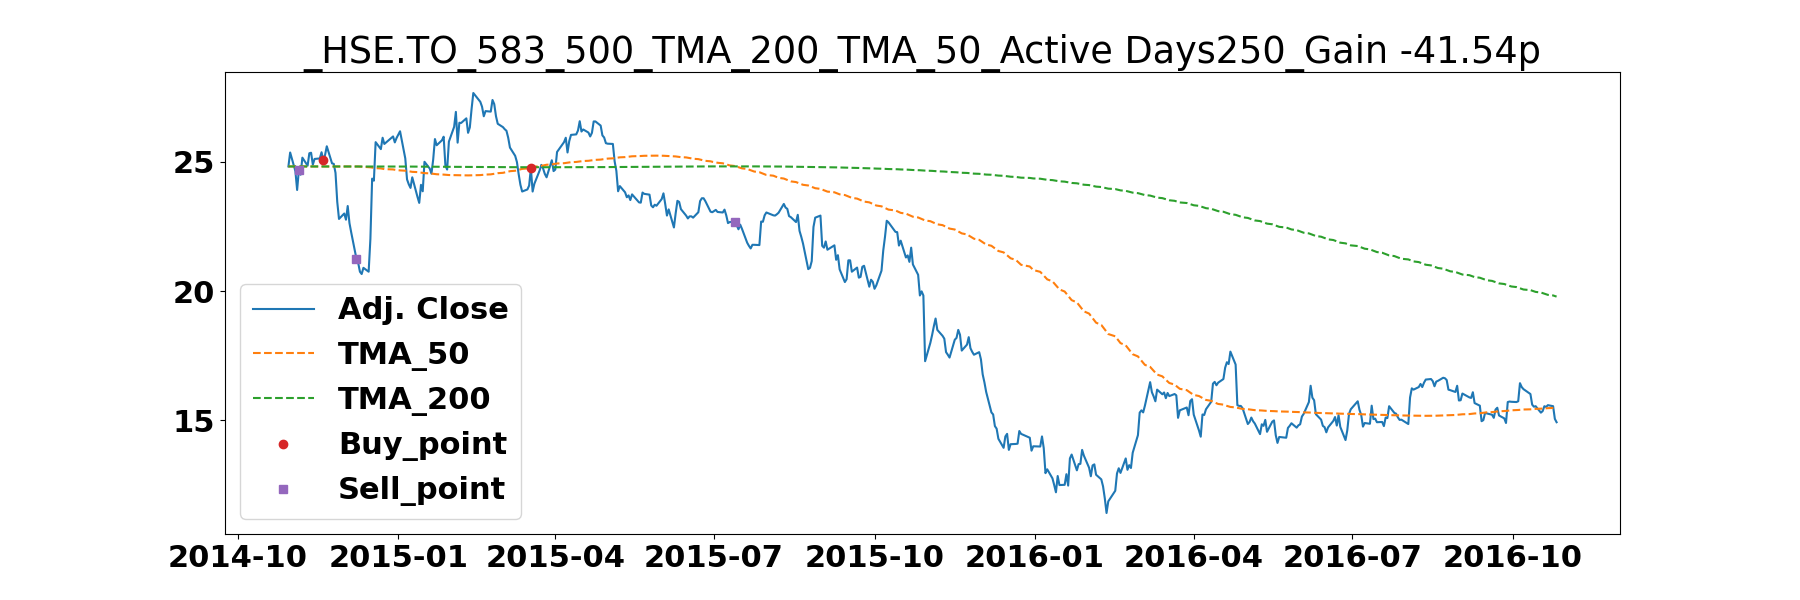 _HSE.TO_583_500_TMA_200_TMA_50_Active Days250_Gain -41.54p
25
20
15
Adj. Close
TMA_50
TMA_200
Buy_point
Sell_point
2014-10 2015-01 2015-04 2015-07 2015-10 2016-01 2016-04 2016-07 2016-10